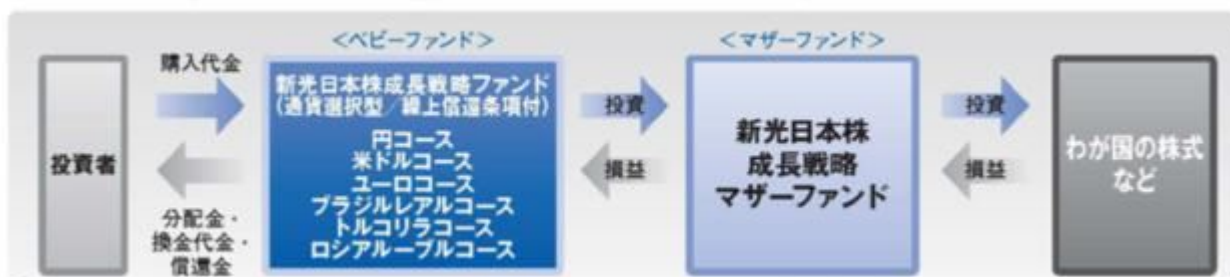 <ベビーファンド>
<マザーファンド>
購入代金
投資者
分配金・
換金代金・
償還金
新光日本株成長戦略ファンド
(通貨選択型/繰上償還条項付)
円コース
米ドルコース
ユーロコース
ブラジルレアルコース
トルコリラコース
ロシアルーブルコース
投資
損益
新光日本株
成長戦略
マザーファンド
投資
損益
わが国の株式
など